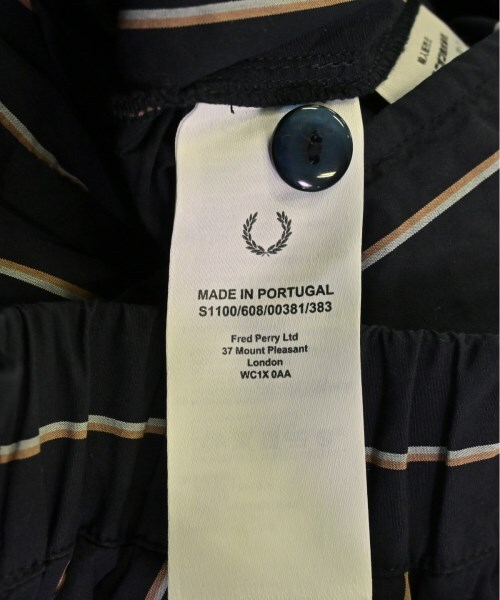 MADE IN PORTUGAL
S1100/608/00381/383
Fred Perry Ltd
37 Mount Pleasant
London
WC1X 0AA